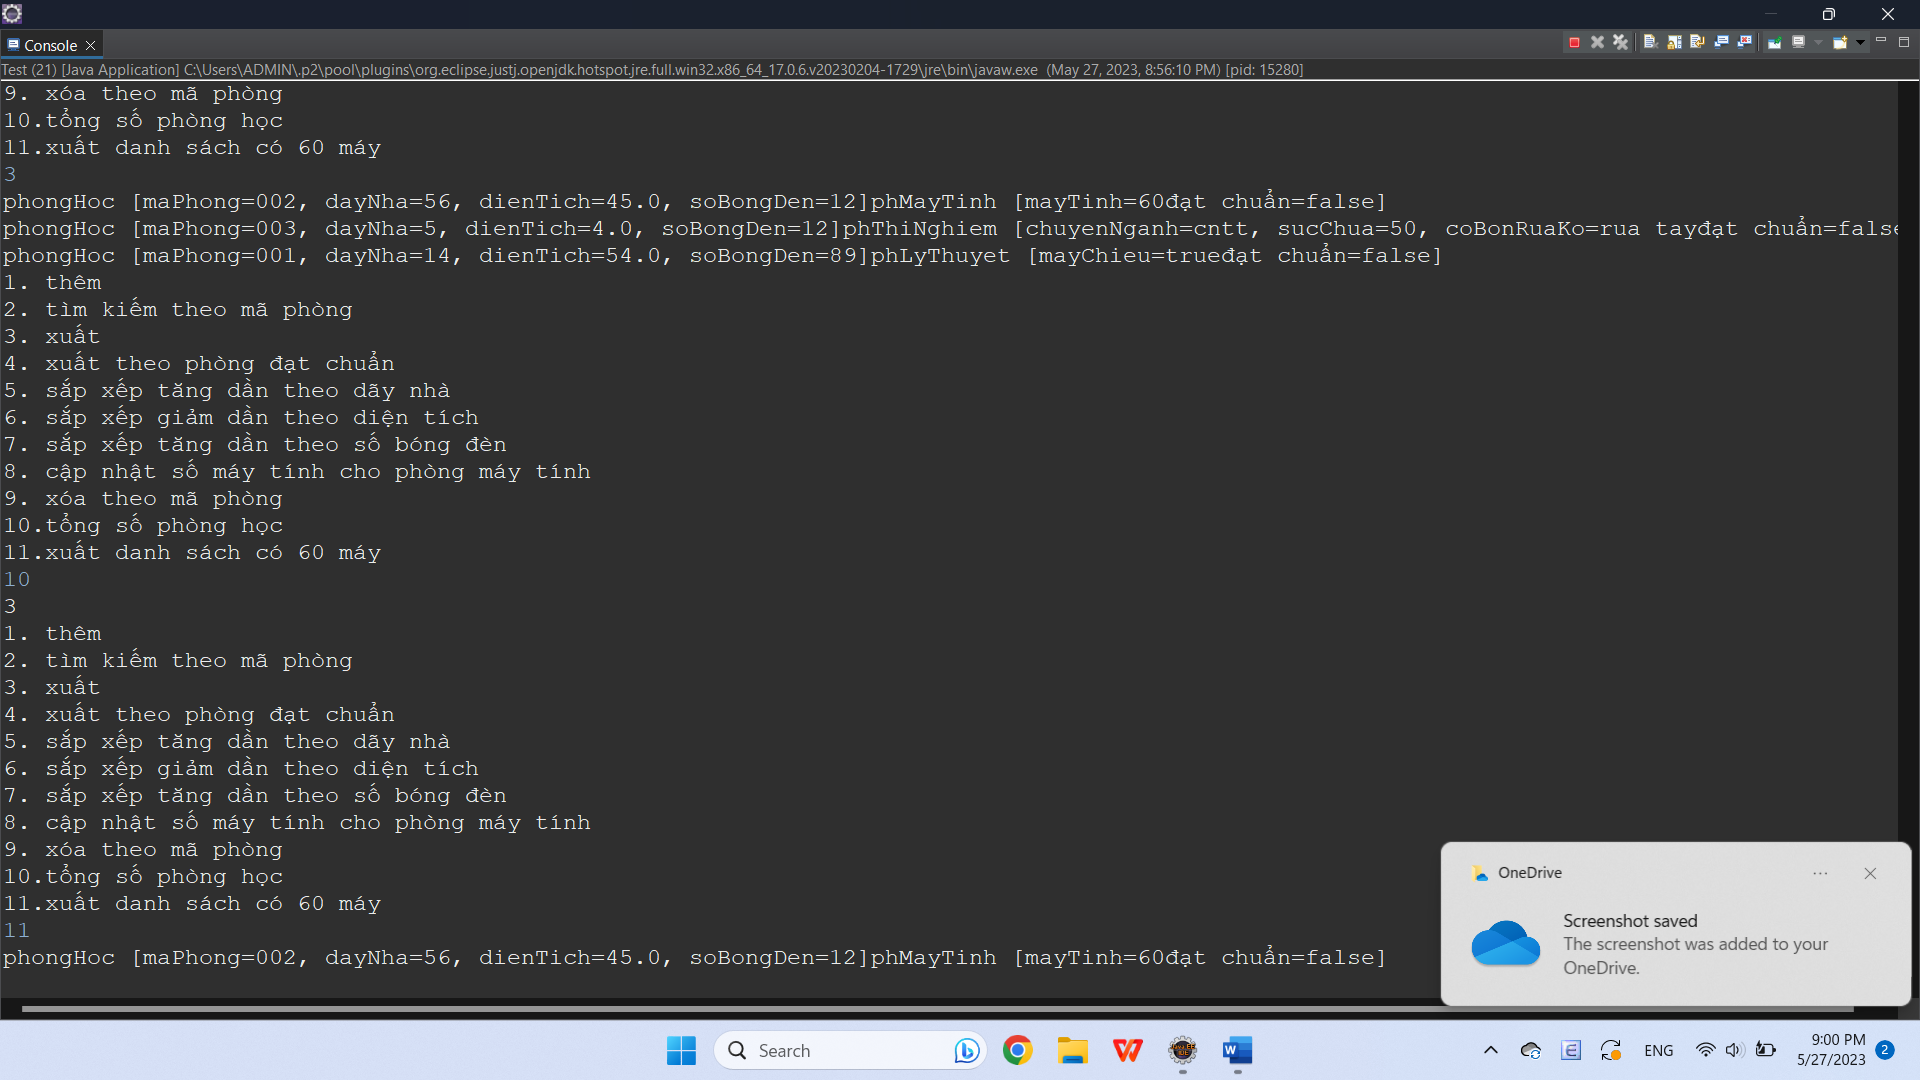 Console
Test (21) [Java Application] C:\Users\ADMIN\.p2\pool\plugins\org.eclipse.justj.openjdk.hotspot.jre.full.win32.x86_64_17.0.6.v20230204-1729\jre\bin\javaw.exe (May 27, 2023, 8:56:10 PM) [pid: 15280]
9. xóa theo mã phòng
10.tổng số phòng học
11.xuất danh sách có 60 máy
3
phongHoc [maPhong=002, dayNha=56, dienTich=45.0, soBongDen=12]phMayTinh [mayTinh=60đạt chuẩn=false]
phongHoc [maPhong=003, dayNha=5, dienTich=4.0, soBongDen=12]phThiNghiem [chuyenNganh=cntt, sucChua=50, coBonRuaKo=rua tayđạt chuẩn=false
phongHoc [maPhong=001, dayNha=14, dienTich=54.0, soBongDen=89]phLyThuyet [mayChieu=trueđạt chuẩn=false]
1. thêm
2. tìm kiếm theo mã phòng
3. xuất
4. xuất theo phòng đạt chuẩn
5. sắp xếp tăng dần theo dãy nhà
6. sắp xếp giảm dần theo diện tích
7. sắp xếp tăng dần theo số bóng đèn
8. cập nhật số máy tính cho phòng máy tính
9. xóa theo mã phòng
10.tổng số phòng học
11.xuất danh sách có 60 máy
10
3
1. thêm
2. tìm kiếm theo mã phòng
3. xuất
4. xuất theo phòng đạt chuẩn
5. sắp xếp tăng dần theo dãy nhà
6. sắp xếp giảm dần theo diện tích
7. sắp xếp tăng dần theo số bóng đèn
8. cập nhật số máy tính cho phòng máy tính
9. xóa theo mã phòng
10.tổng số phòng học
11.xuất danh sách có 60 máy
11
phongHoc [maPhong=002, dayNha=56, dienTich=45.0, soBongDen=12]phMayTinh [mayTinh=60đạt chuẩn=false]
OneDrive
Screenshot saved
The screenshot was added to your
OneDrive.
Search
ENG
9:00 PM
5/27/2023
2